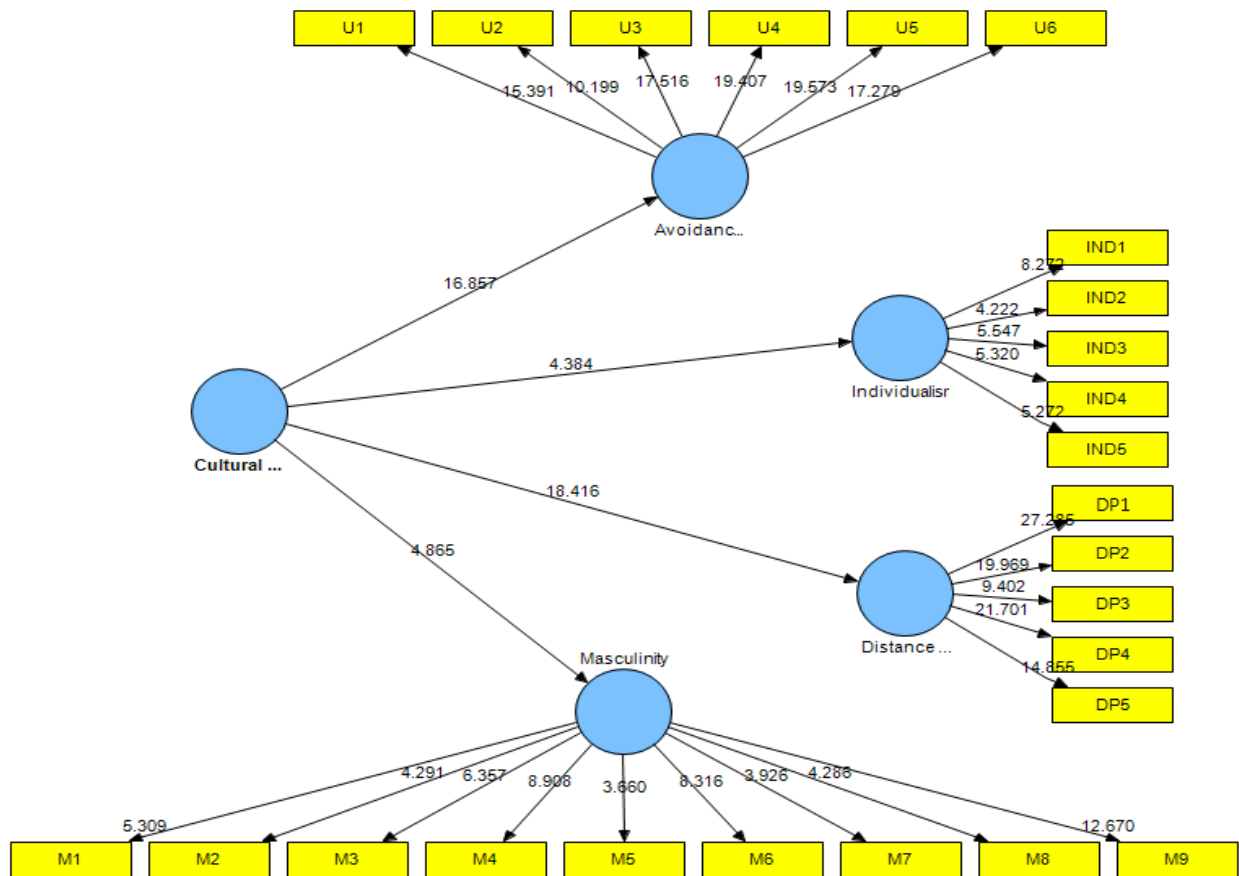 U1
U2
U3
U4
U5
U6
15.391
10.199
17.516
19.407
19.573
17.279
Avoidanc...
16.857
IND1
8.272
IND2
4.222
IND3
5.547
IND4
5.320
IND5
5.272
Individualisr
4.384
Cultural ...
18.416
DP1
27.285
DP2
19.969
DP3
9.402
DP4
21.701
DP5
14.855
Distance ...
4.865
Masculinity
5.309
4.291
6.357
8.908
3.660
8.316
3.926
4.286
12.670
M1
M2
M3
M4
M5
M6
M7
M8
M9